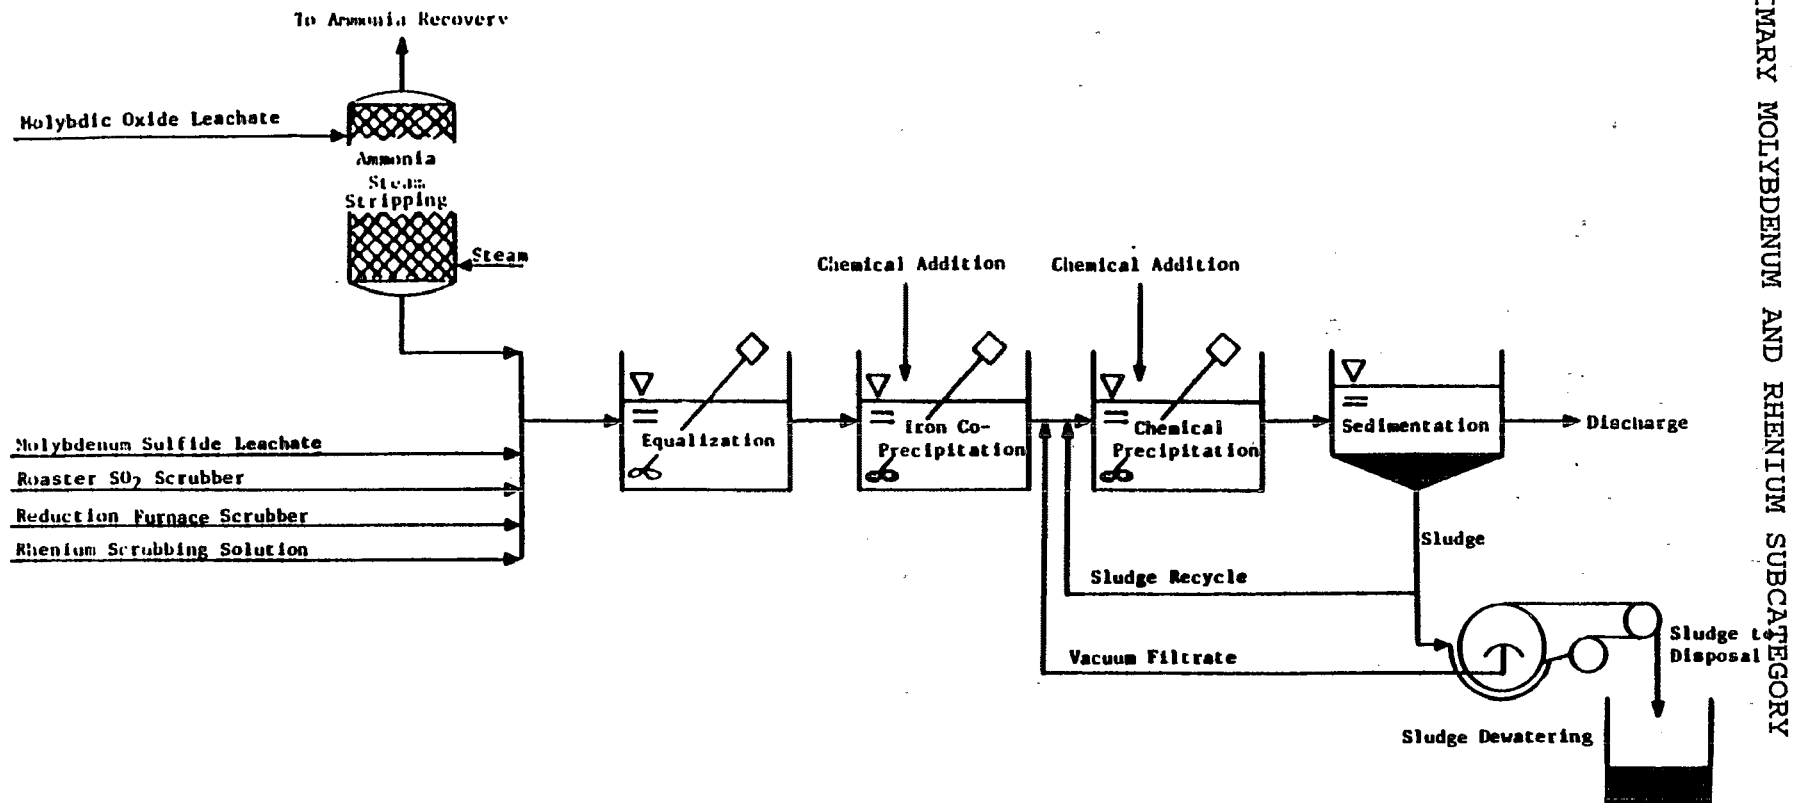 To Ammonia Recovery
Molybdic Oxide Leachate
Ammonia
Steam
Stripping
Steam
Chemical Addition
Chemical Addition
Equalization
Iron Co-
Precipitation
Chemical
Precipitation
Sedimentation
Discharge
Molybdenum Sulfide Leachate
Roaster SO₂ Scrubber
Reduction Furnace Scrubber
Rhenium Scrubbing Solution
Sludge
Sludge Recycle
Vacuum Filtrate
Sludge to
Disposal
Sludge Dewatering
IMARY MOLYBDENUM AND RHENIUM SUBCATEGORY